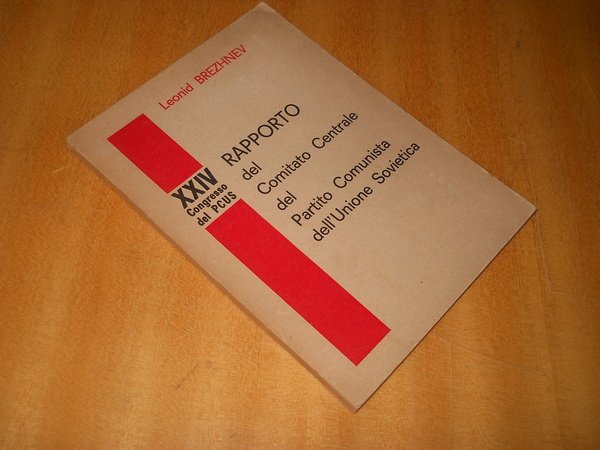 Leonid BREZHNEV
XXIV
Congresso
del PCUS
RAPPORTO
del
Comitato Centrale
del
Partito Comunista
dell'Unione Sovietica